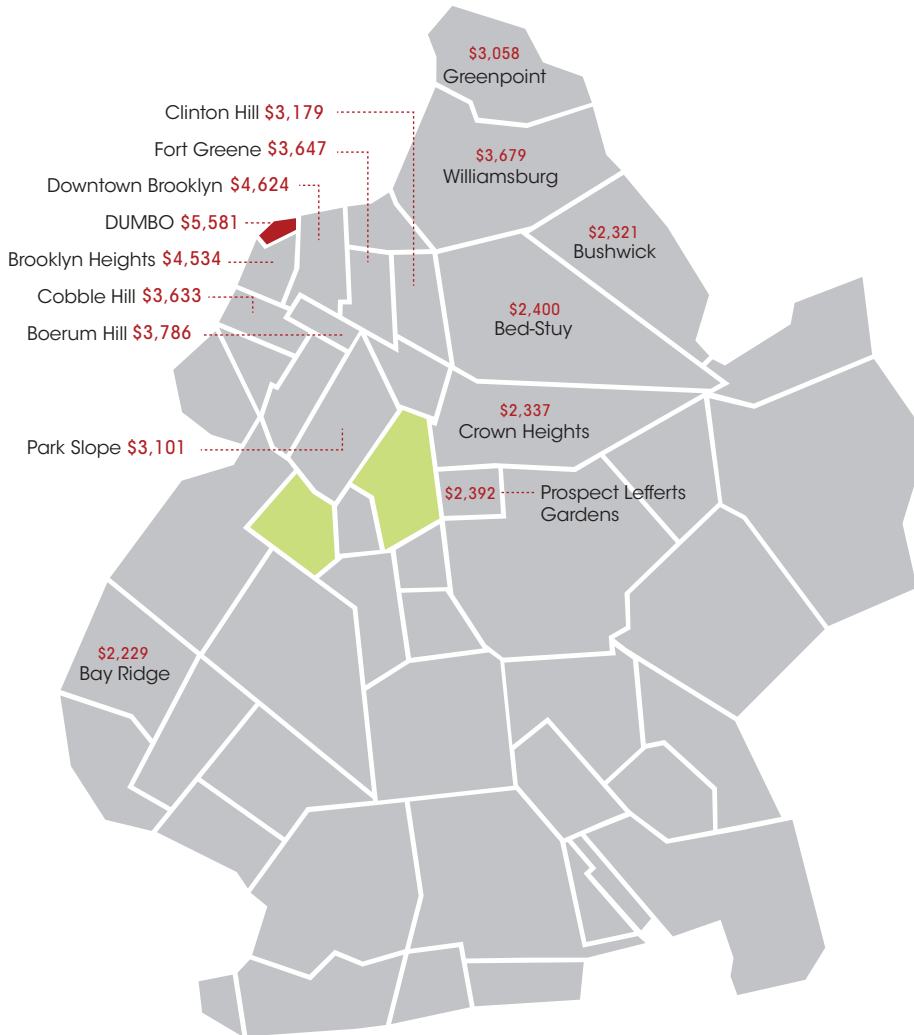 $3,058
Greenpoint
Clinton Hill $3,179
Fort Greene $3,647
$3,679
Williamsburg
Downtown Brooklyn $4,624
DUMBO $5,581
$2,321
Bushwick
Brooklyn Heights $4,534
Cobble Hill $3,633
$2,400
Bed-Stuy
Boerum Hill $3,786
$2,337
Crown Heights
Park Slope $3,101
$2,392 Prospect Lefferts
Gardens
$2,229
Bay Ridge